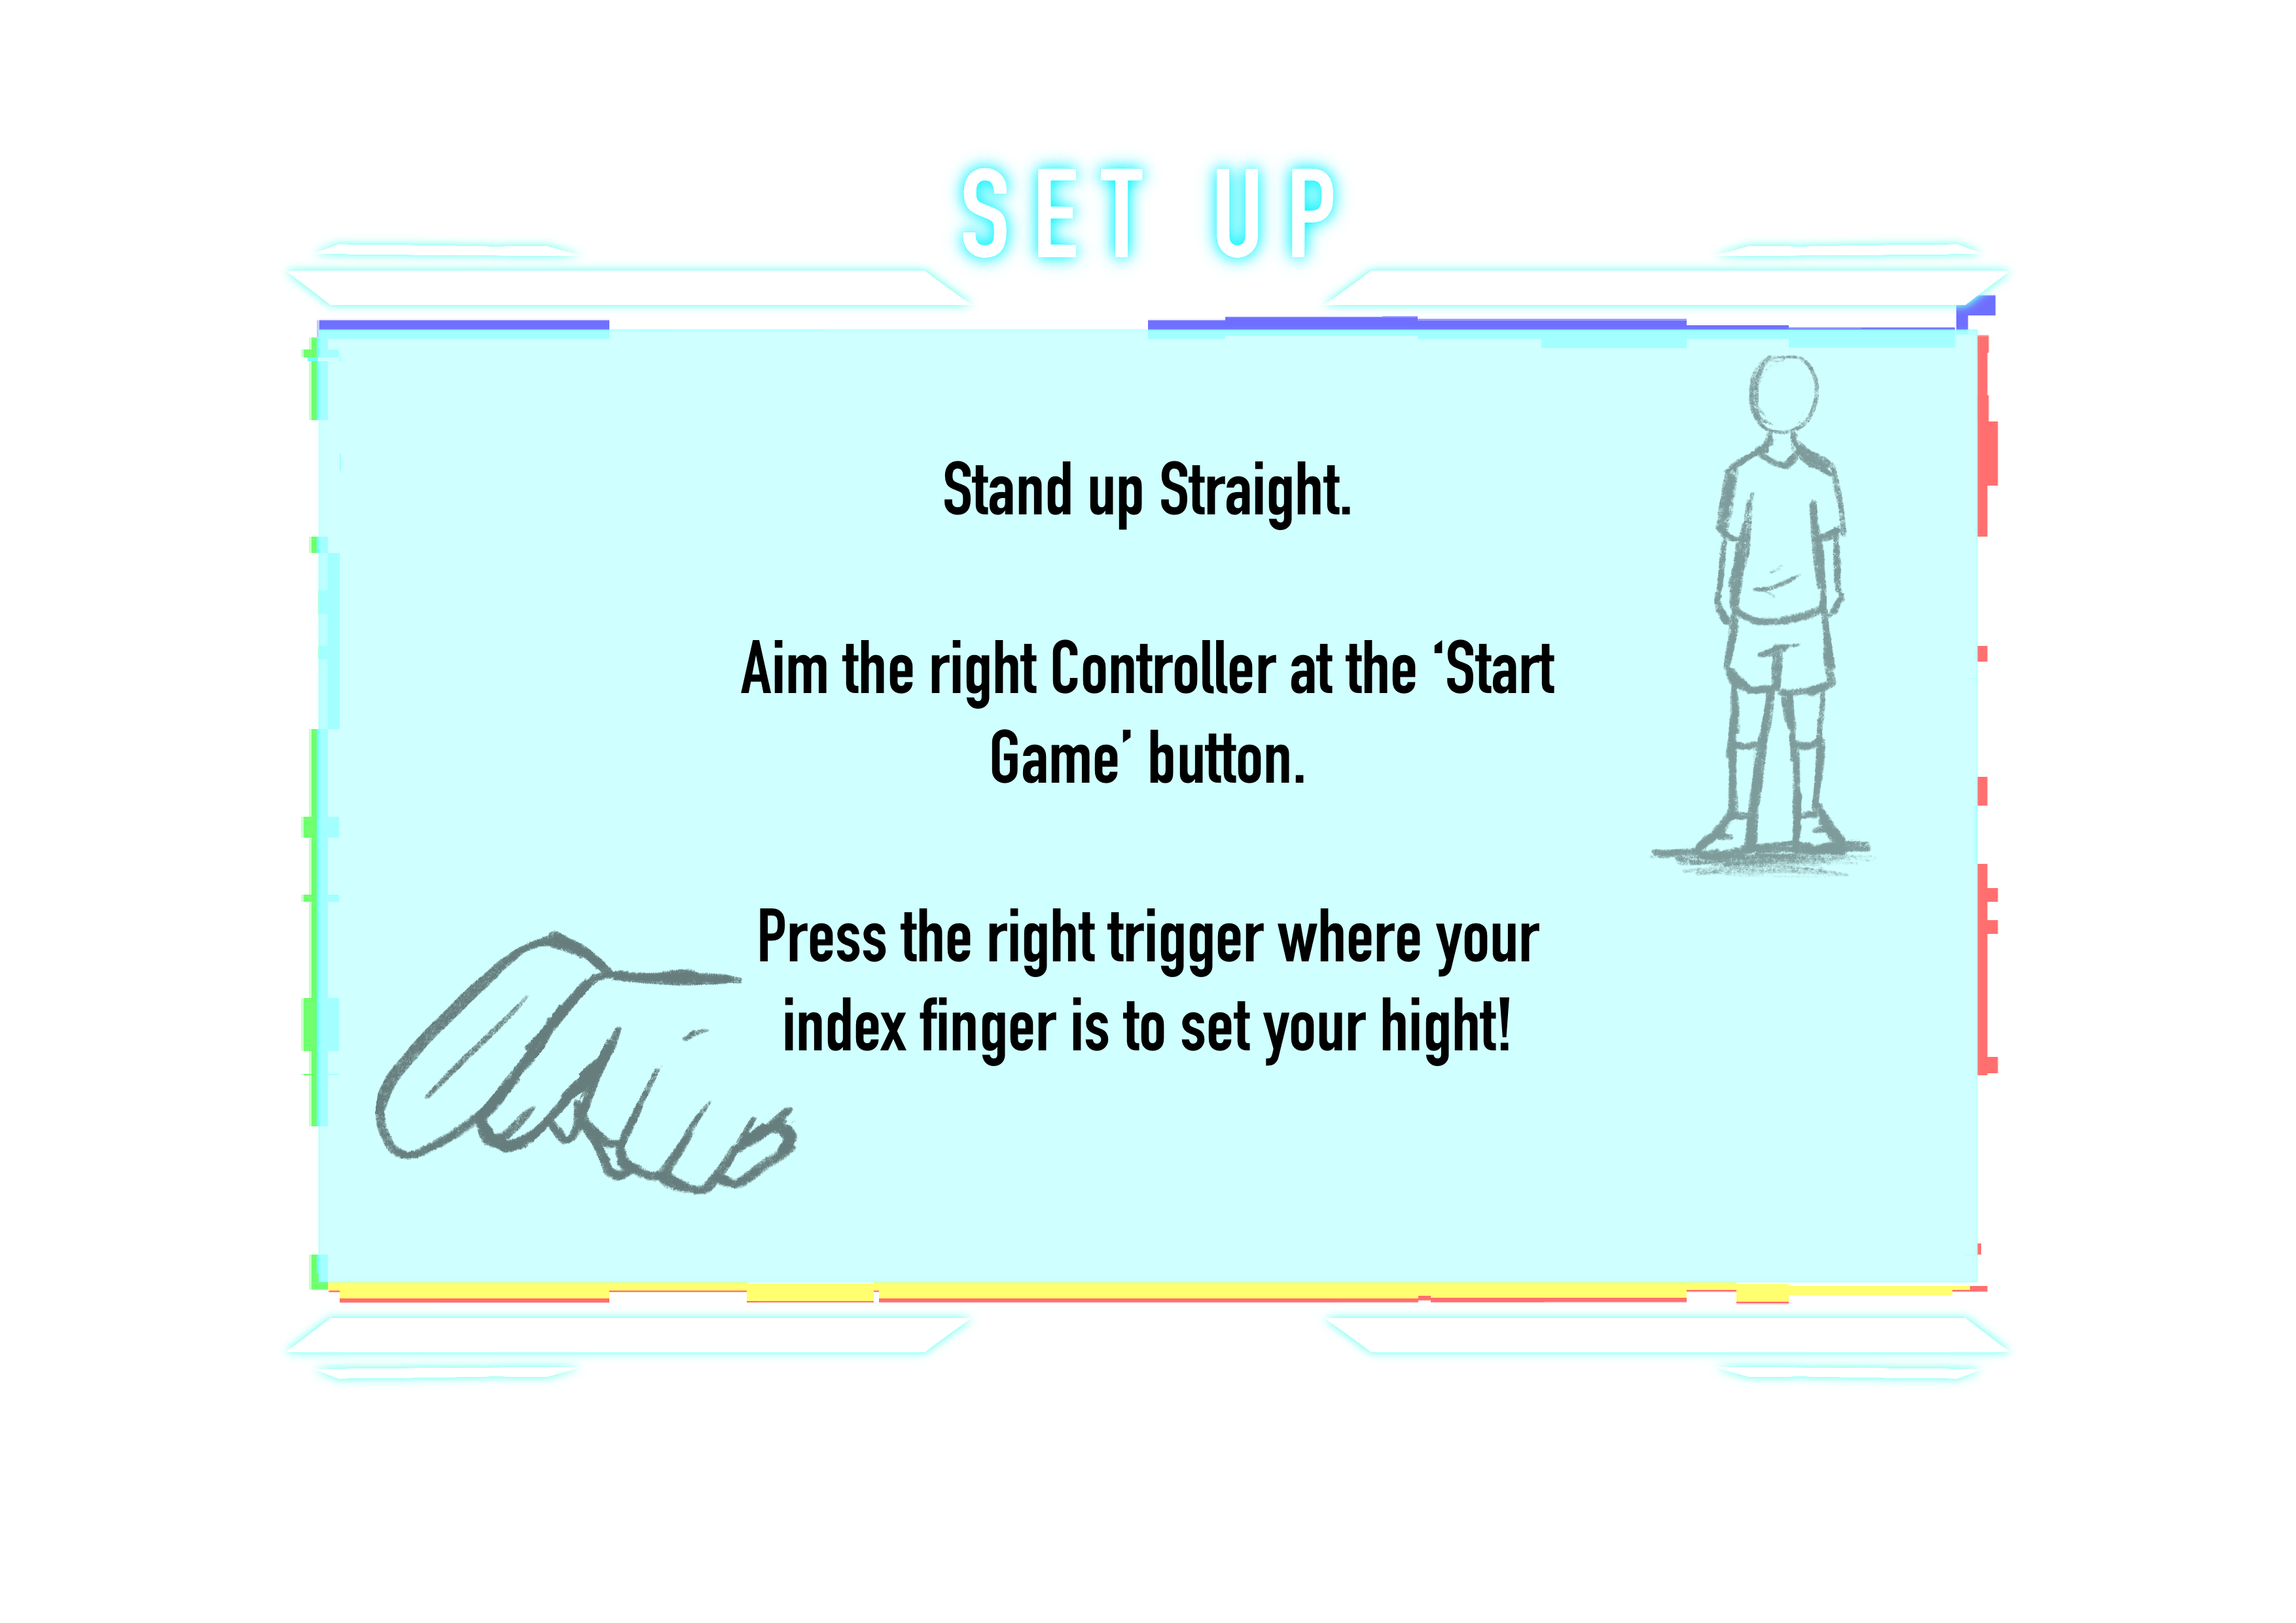 SET UP
Stand up Straight.
Aim the right Controller at the ‘Start
Game’ button.
Press the right trigger where your
index finger is to set your hight!